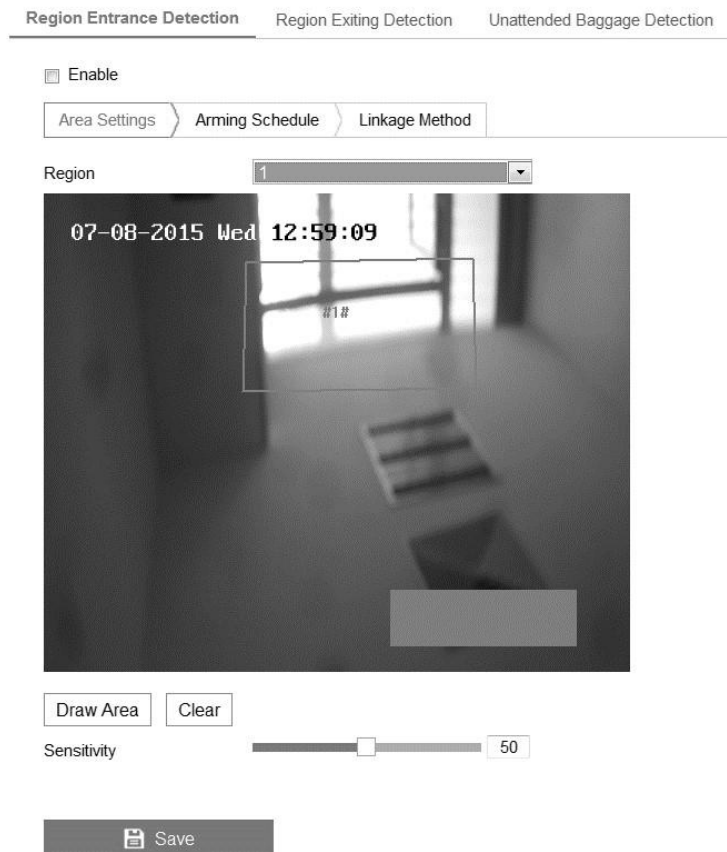 Region Entrance Detection Region Exiting Detection Unattended Baggage Detection
Enable
Area Settings Arming Schedule Linkage Method
Region 1
07-08-2015 Wed 12:59:09
#1#
Draw Area Clear
Sensitivity 50
Save